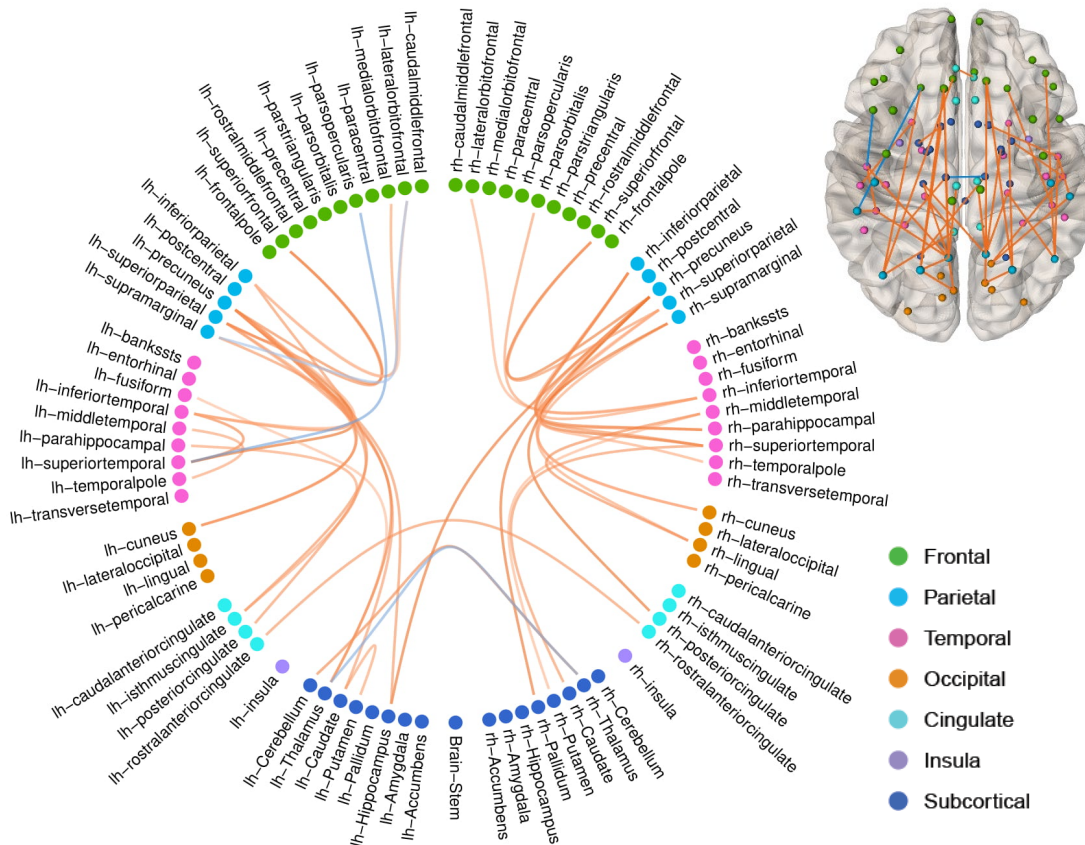 lh-caudalmiddlefrontal
lh-lateralorbitofrontal
lh-medialorbitofrontal
lh-paracentral
lh-parsopercularis
lh-parsorbitalis
lh-parstriangularis
lh-precentral
lh-rostralmiddlefrontal
lh-superiorfrontal
lh-frontalpole
lh-inferiorparietal
lh-postcentral
lh-precuneus
lh-superiorparietal
lh-supramarginal
lh-bankssts
lh-entorhinal
lh-fusiform
lh-inferiortemporal
lh-middletemporal
lh-parahippocampal
lh-superiortemporal
lh-temporalpole
lh-transversetemporal
lh-cuneus
lh-lateraloccipital
lh-lingual
lh-pericalcarine
lh-caudalanteriorcingulate
lh-isthmuscingulate
lh-posteriorcingulate
lh-rostralanteriorcingulate
lh-insula
lh-Cerebellum
lh-Thalamus
lh-Caudate
lh-Putamen
lh-Pallidum
lh-Hippocampus
lh-Amygdala
lh-Accumbens
Brain-Stem
rh-Accumbens
rh-Amygdala
rh-Hippocampus
rh-Pallidum
rh-Putamen
rh-Caudate
rh-Thalamus
rh-Cerebellum
rh-insula
rh-rostralanteriorcingulate
rh-posteriorcingulate
rh-isthmuscingulate
rh-caudalanteriorcingulate
rh-pericalcarine
rh-lingual
rh-lateraloccipital
rh-cuneus
rh-transversetemporal
rh-temporalpole
rh-superiortemporal
rh-parahippocampal
rh-middletemporal
rh-inferiortemporal
rh-fusiform
rh-entorhinal
rh-bankssts
rh-supramarginal
rh-superiorparietal
rh-precuneus
rh-postcentral
rh-inferiorparietal
rh-frontalpole
rh-superiorfrontal
rh-rostralmiddlefrontal
rh-precentral
rh-parstriangularis
rh-parsorbitalis
rh-parsopercularis
rh-paracentral
rh-medialorbitofrontal
rh-lateralorbitofrontal
rh-caudalmiddlefrontal
Frontal
Parietal
Temporal
Occipital
Cingulate
Insula
Subcortical